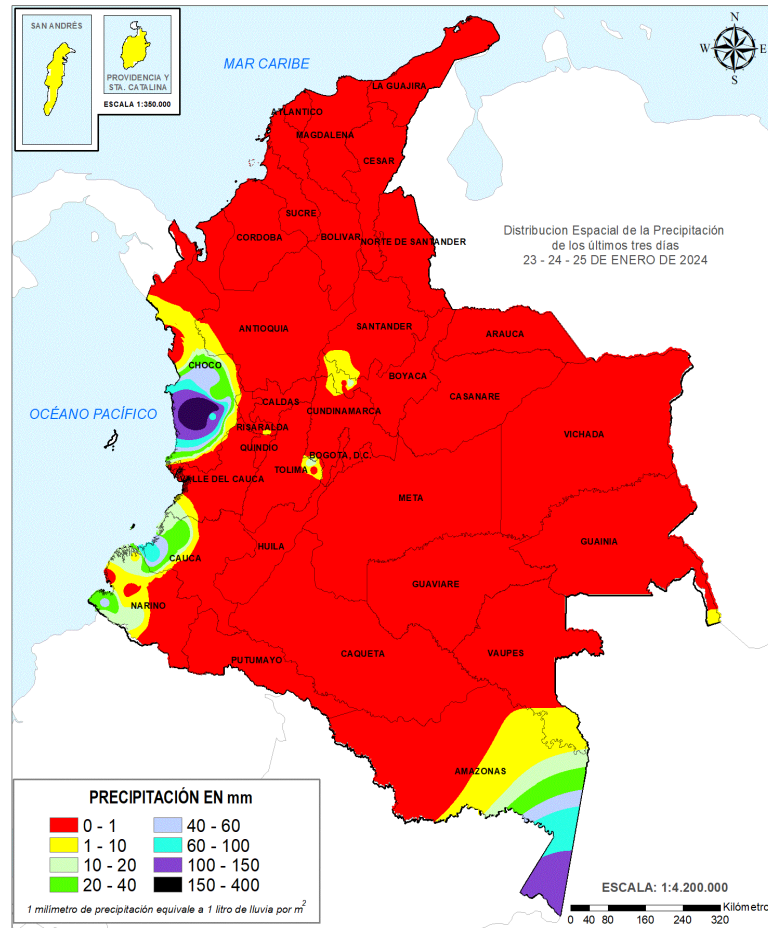 SAN ANDRÉS
PROVIDENCIA Y
STA. CATALINA
ESCALA 1:350.000
MAR CARIBE
N
W E
S
LA GUAJIRA
ATLANTICO
MAGDALENA
CESAR
SUCRE
BOLIVAR
CORDOBA
NORTE DE SANTANDER
Distribucion Espacial de la Precipitación
de los últimos tres días
23 - 24 - 25 DE ENERO DE 2024
ANTIOQUIA
SANTANDER
ARAUCA
CHOCO
BOYACA
CASANARE
OCÉANO PACÍFICO
CALDAS
CUNDINAMARCA
RISARALDA
VICHADA
QUINDIO
BOGOTA, D.C.
TOLIMA
VALLE DEL CAUCA
META
GUAINIA
HUILA
CAUCA
GUAVIARE
NARIÑO
CAQUETA
VAUPES
PUTUMAYO
AMAZONAS
PRECIPITACIÓN EN mm
0 - 1 40 - 60
1 - 10 60 - 100
10 - 20 100 - 150
20 - 40 150 - 400
1 milímetro de precipitación equivale a 1 litro de lluvia por m2
ESCALA: 1:4.200.000
Kilómetro
0 40 80 160 240 320